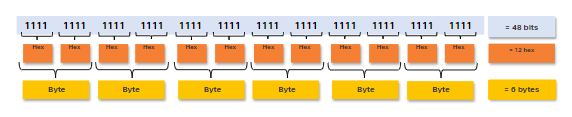 1111 1111 1111 1111 1111 1111 1111 1111 1111 1111 1111 1111 = 48 bits
Hex Hex Hex Hex Hex Hex Hex Hex Hex Hex Hex Hex = 12 hex
Byte Byte Byte Byte Byte Byte = 6 bytes